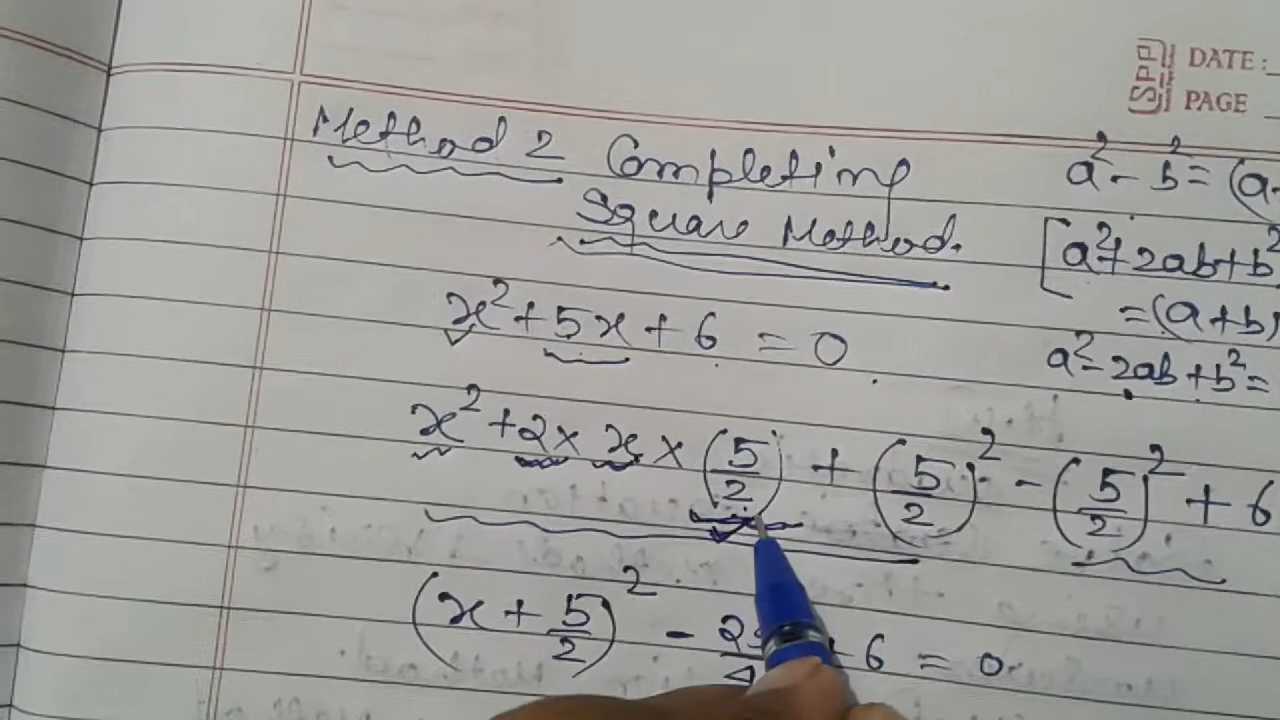 SPP DATE:
PAGE
Method 2 Completing
Square Method.
a² - b² = (a-
[a²+2ab+b²
= (a+b)
a²-2ab+b²=
x² + 5x + 6 = 0
x² + 2 × x × (5/2) + (5/2)² - (5/2)² + 6
(x + 5/2)² - + 6 = 0